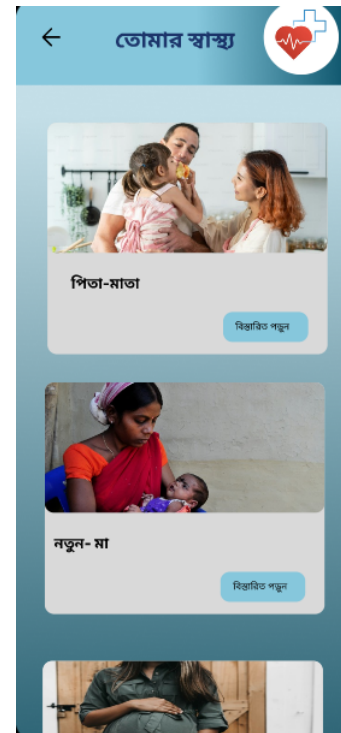 তোমার স্বাস্থ্য
পিতা-মাতা
বিস্তারিত পড়ুন
নতুন- মা
বিস্তারিত পড়ুন